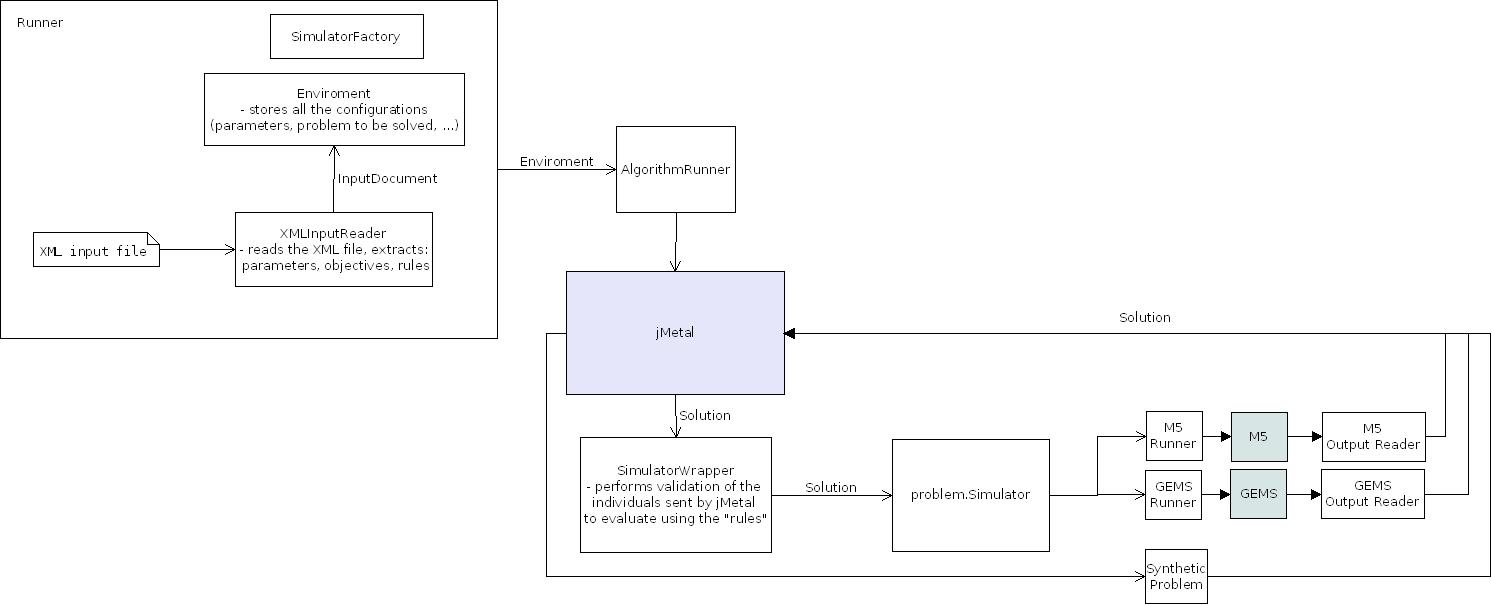 Runner
SimulatorFactory
Enviroment
- stores all the configurations
(parameters, problem to be solved, ...)
InputDocument
XML input file
XMLInputReader
- reads the XML file, extracts:
parameters, objectives, rules
Enviroment
AlgorithmRunner
jMetal
Solution
Solution
SimulatorWrapper
- performs validation of the
individuals sent by jMetal
to evaluate using the "rules"
Solution
problem.Simulator
M5
Runner
M5
M5
Output Reader
GEMS
Runner
GEMS
GEMS
Output Reader
Synthetic
Problem